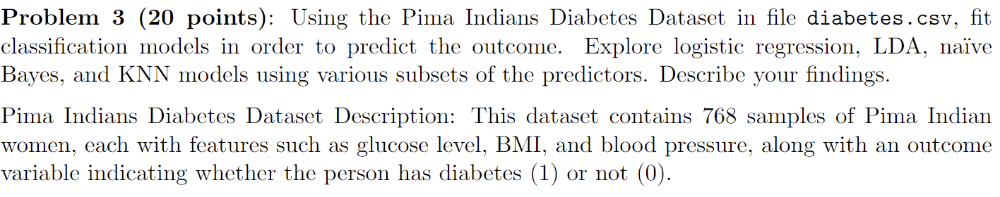 Problem 3 (20 points): Using the Pima Indians Diabetes Dataset in file diabetes.csv, fit
classification models in order to predict the outcome. Explore logistic regression, LDA, naïve
Bayes, and KNN models using various subsets of the predictors. Describe your findings.
Pima Indians Diabetes Dataset Description: This dataset contains 768 samples of Pima Indian
women, each with features such as glucose level, BMI, and blood pressure, along with an outcome
variable indicating whether the person has diabetes (1) or not (0).